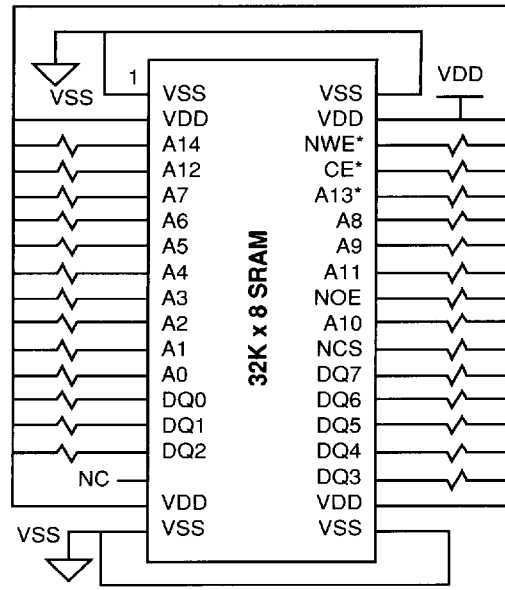 VSS
VDD
1
VSS VSS
VDD VDD
A14 NWE*
A12 CE*
A7 A13*
A6 A8
A5 A9
A4 A11
A3 NOE
A2 A10
A1 NCS
A0 DQ7
DQ0 DQ6
DQ1 DQ5
DQ2 DQ4
NC DQ3
VDD VDD
VSS VSS
VSS
32K x 8 SRAM